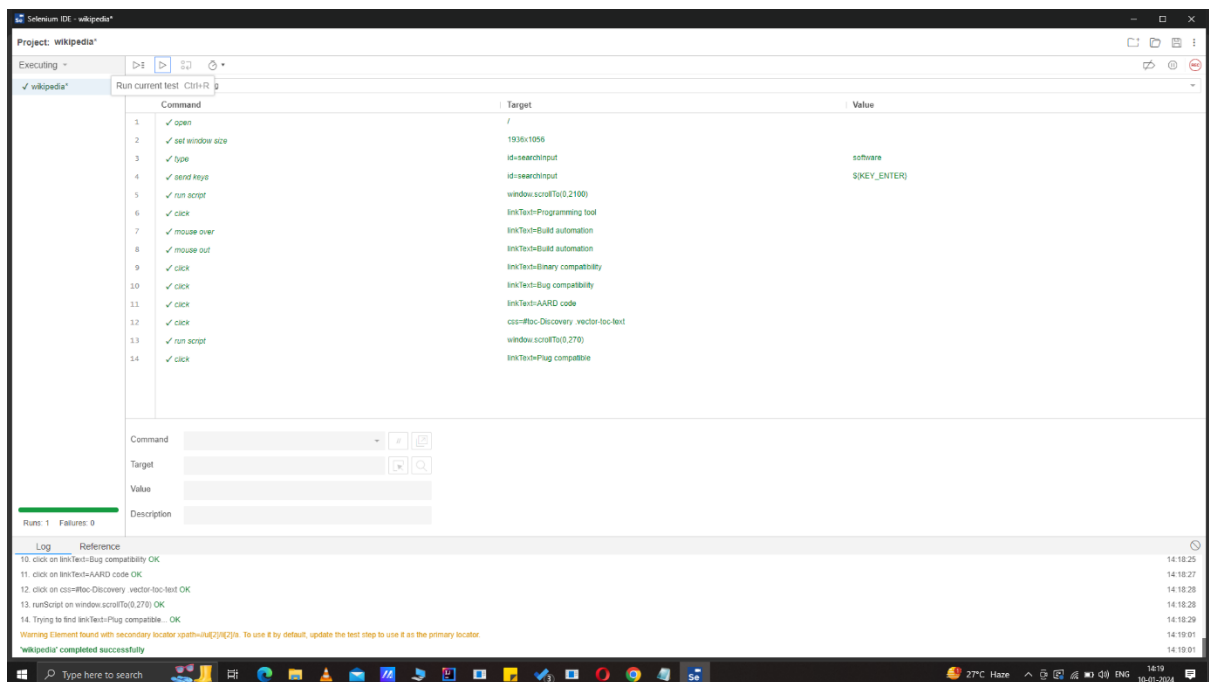 Selenium IDE - wikipedia*
Project: wikipedia*
Executing
REC
✓ wikipedia*
Run current test Ctrl+R
Command Target Value
1 ✓ open /
2 ✓ set window size 1936x1056
3 ✓ type id=searchInput software
4 ✓ send keys id=searchInput ${KEY_ENTER}
5 ✓ run script window.scrollTo(0,2100)
6 ✓ click linkText=Programming tool
7 ✓ mouse over linkText=Build automation
8 ✓ mouse out linkText=Build automation
9 ✓ click linkText=Binary compatibility
10 ✓ click linkText=Bug compatibility
11 ✓ click linkText=AARD code
12 ✓ click css=#toc-Discovery .vector-toc-text
13 ✓ run script window.scrollTo(0,270)
14 ✓ click linkText=Plug compatible
Command //
Target
Value
Description
Runs: 1 Failures: 0
Log Reference
10. click on linkText=Bug compatibility OK 14:18:25
11. click on linkText=AARD code OK 14:18:27
12. click on css=#toc-Discovery .vector-toc-text OK 14:18:28
13. runScript on window.scrollTo(0,270) OK 14:18:28
14. Trying to find linkText=Plug compatible... OK 14:18:29
Warning Element found with secondary locator xpath=//ul[2]/li[2]/a. To use it by default, update the test step to use it as the primary locator. 14:19:01
'wikipedia' completed successfully 14:19:01
Type here to search
Se
27°C Haze
ENG
14:19
10-01-2024